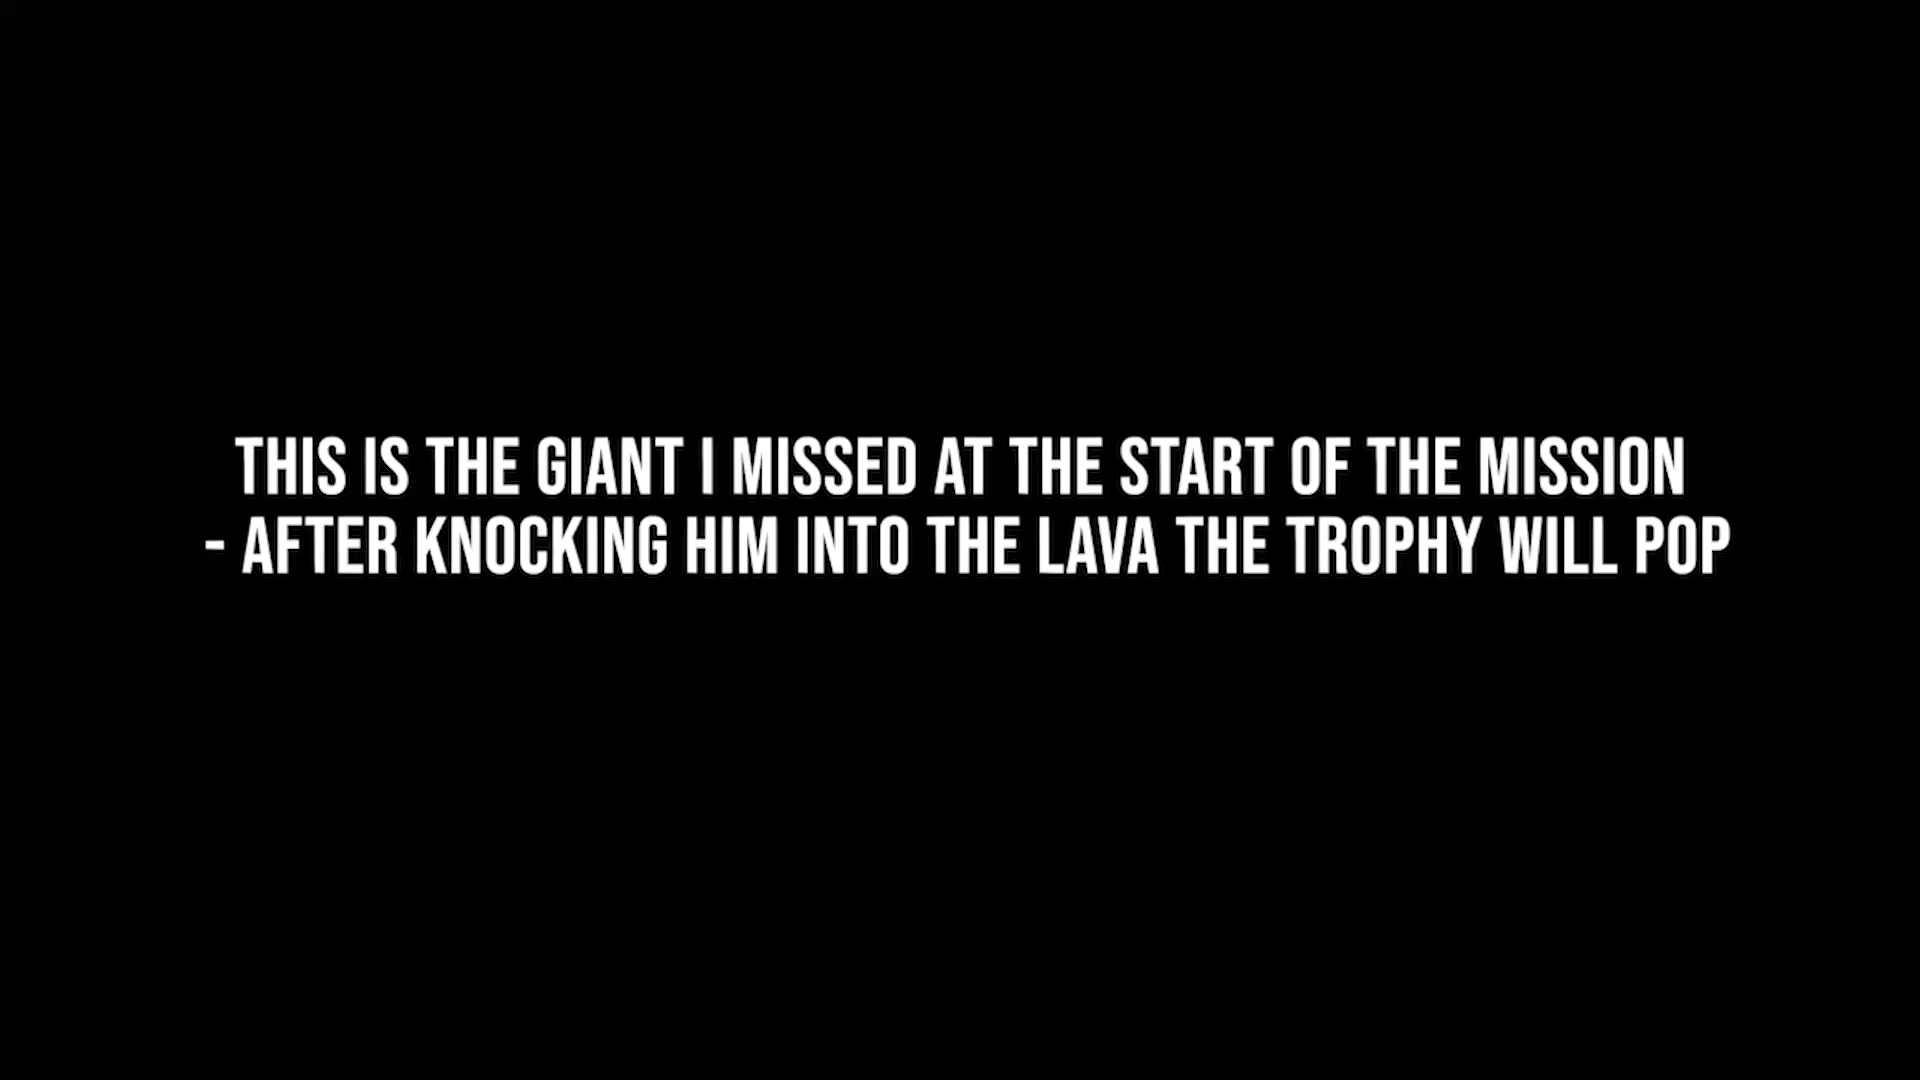 THIS IS THE GIANT I MISSED AT THE START OF THE MISSION
- AFTER KNOCKING HIM INTO THE LAVA THE TROPHY WILL POP